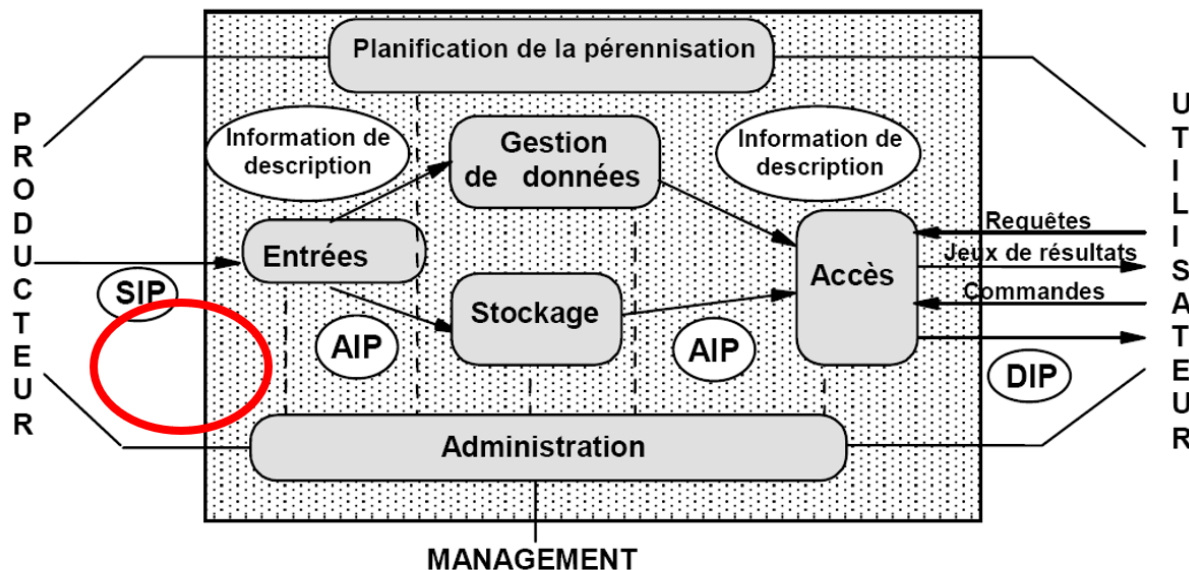 Planification de la pérennisation
PRODUCTEUR
UTILISATEUR
Information de
description
Gestion
de données
Information de
description
Entrées
Requêtes
Jeux de résultats
Commandes
Accès
SIP
Stockage
AIP
AIP
DIP
Administration
MANAGEMENT